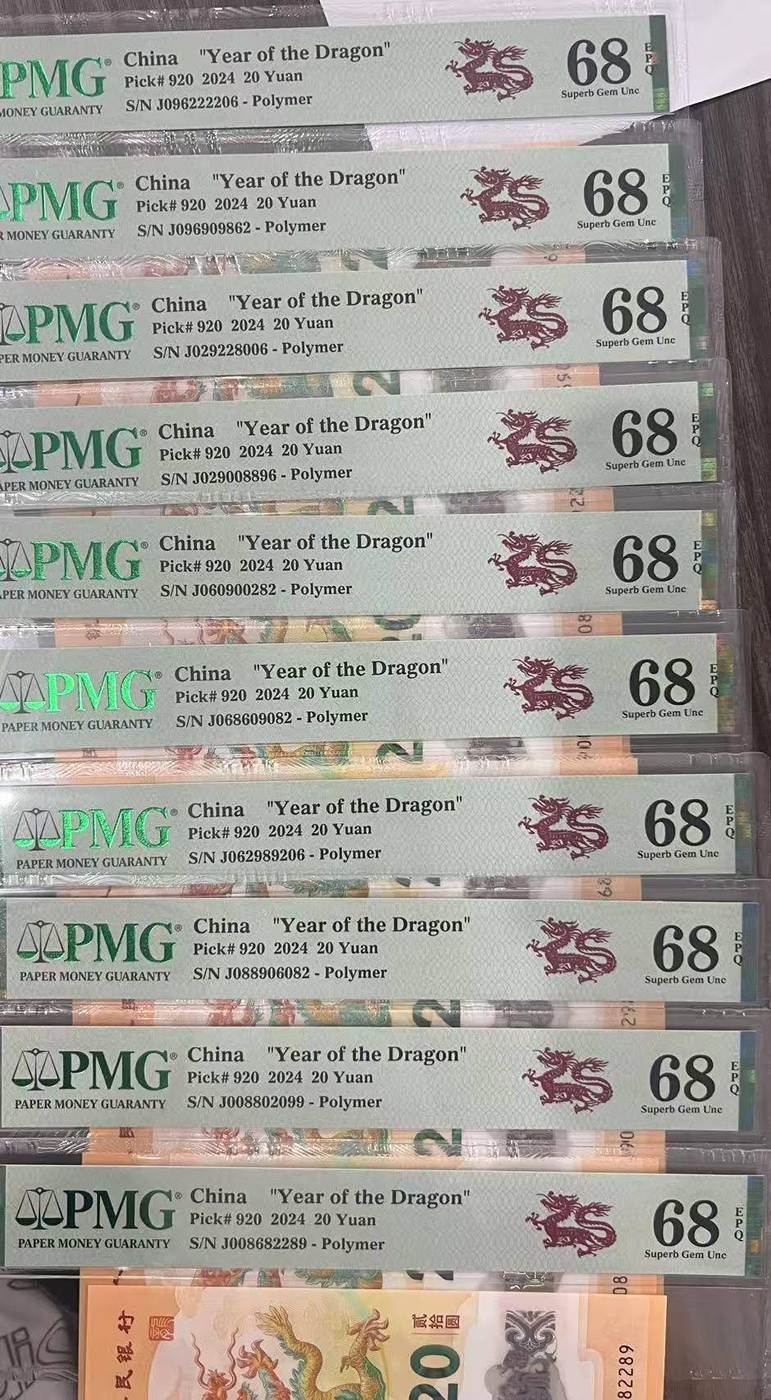 PMG® China "Year of the Dragon" 68 EPQ
Pick# 920 2024 20 Yuan
MONEY GUARANTY S/N J096222206 - Polymer Superb Gem Unc
PMG® China "Year of the Dragon" 68 EPQ
Pick# 920 2024 20 Yuan
MONEY GUARANTY S/N J096909862 - Polymer Superb Gem Unc
PMG® China "Year of the Dragon" 68 EPQ
Pick# 920 2024 20 Yuan
PER MONEY GUARANTY S/N J029228006 - Polymer Superb Gem Unc
PMG® China "Year of the Dragon" 68 EPQ
Pick# 920 2024 20 Yuan
APER MONEY GUARANTY S/N J029008896 - Polymer Superb Gem Unc
PMG® China "Year of the Dragon" 68 EPQ
Pick# 920 2024 20 Yuan
APER MONEY GUARANTY S/N J060900282 - Polymer Superb Gem Unc
PMG® China "Year of the Dragon" 68 EPQ
Pick# 920 2024 20 Yuan
PAPER MONEY GUARANTY S/N J068609082 - Polymer Superb Gem Unc
PMG® China "Year of the Dragon" 68 EPQ
Pick# 920 2024 20 Yuan
PAPER MONEY GUARANTY S/N J062989206 - Polymer Superb Gem Unc
PMG® China "Year of the Dragon" 68 EPQ
Pick# 920 2024 20 Yuan
PAPER MONEY GUARANTY S/N J088906082 - Polymer Superb Gem Unc
PMG® China "Year of the Dragon" 68 EPQ
Pick# 920 2024 20 Yuan
PAPER MONEY GUARANTY S/N J008802099 - Polymer Superb Gem Unc
PMG® China "Year of the Dragon" 68 EPQ
Pick# 920 2024 20 Yuan
PAPER MONEY GUARANTY S/N J008682289 - Polymer Superb Gem Unc
民银行
贰拾圆
20
82289